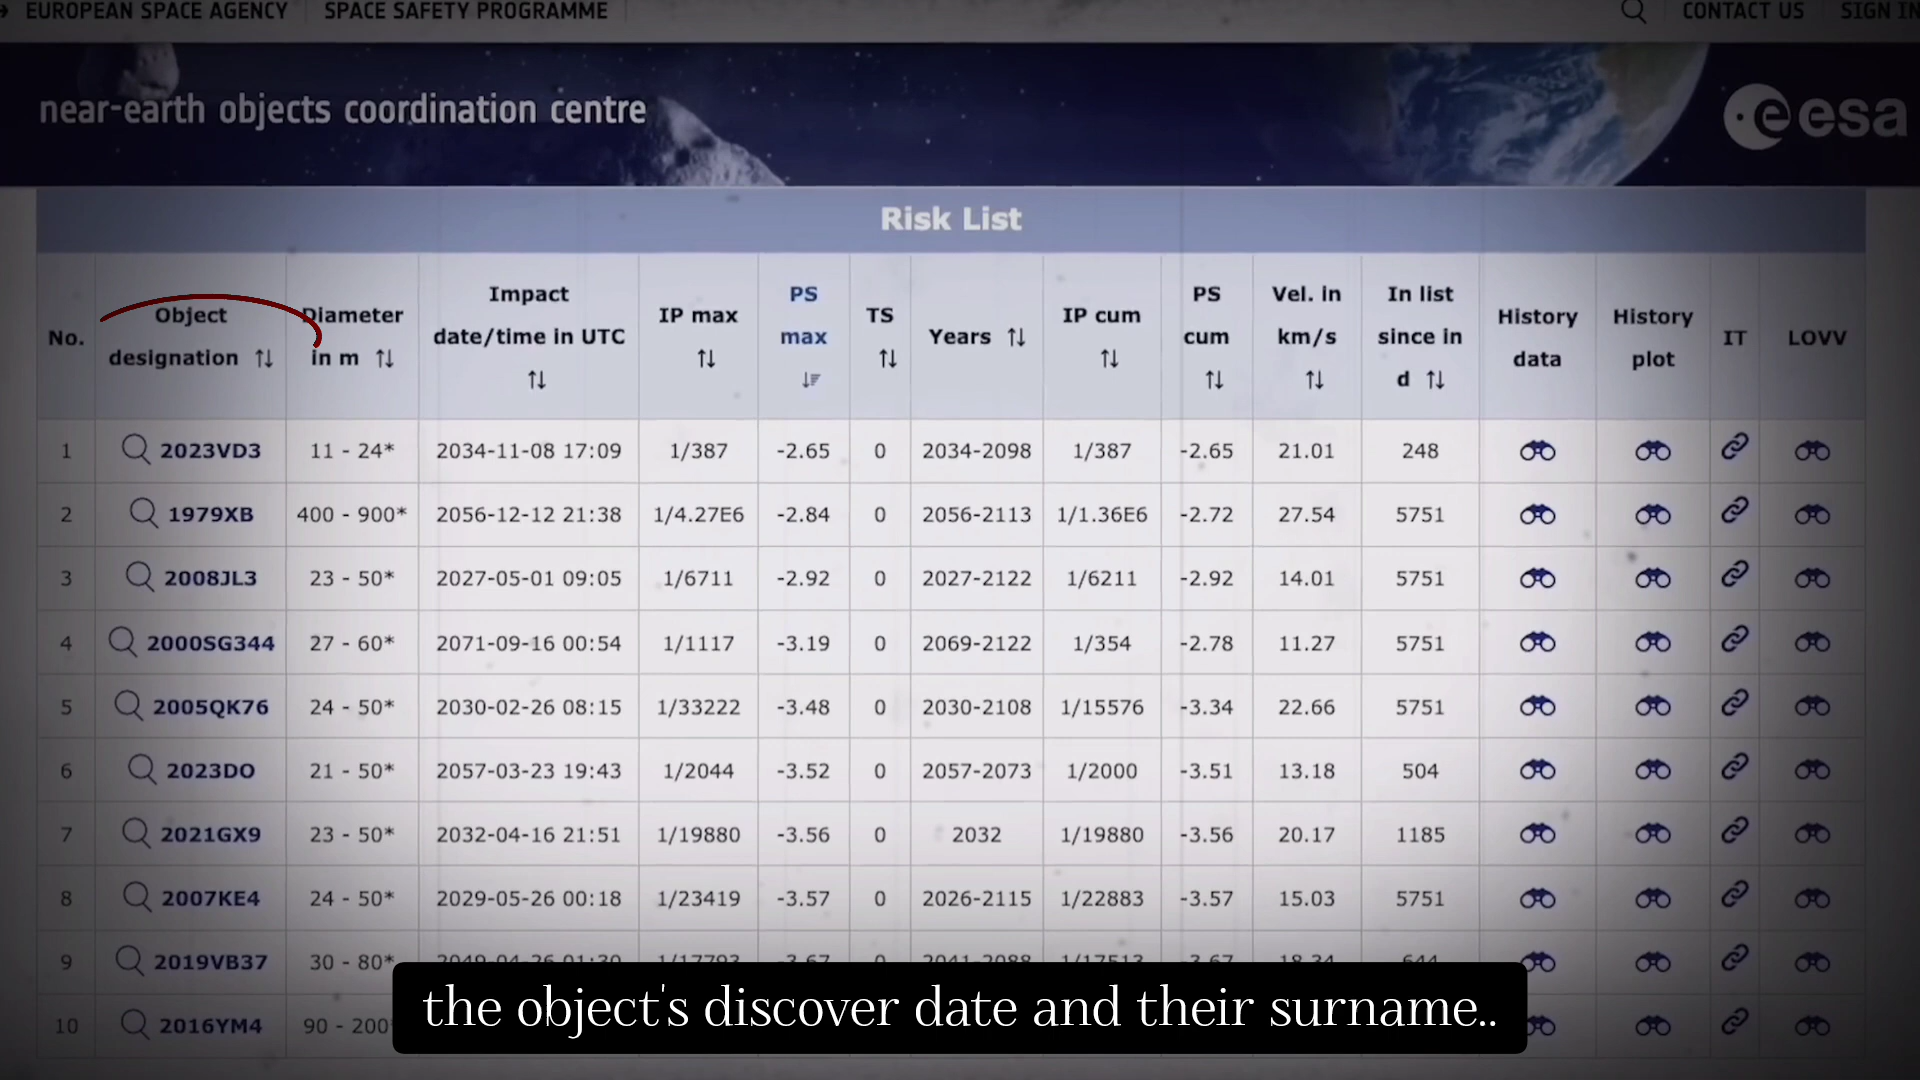 EUROPEAN SPACE AGENCY SPACE SAFETY PROGRAMME CONTACT US SIGN IN
near-earth objects coordination centre
esa
Risk List
No. Object designation Diameter in m Impact date/time in UTC IP max PS max TS Years IP cum PS cum Vel. in km/s In list since in d History data History plot IT LOVV
1 2023VD3 11 - 24* 2034-11-08 17:09 1/387 -2.65 0 2034-2098 1/387 -2.65 21.01 248
2 1979XB 400 - 900* 2056-12-12 21:38 1/4.27E6 -2.84 0 2056-2113 1/1.36E6 -2.72 27.54 5751
3 2008JL3 23 - 50* 2027-05-01 09:05 1/6711 -2.92 0 2027-2122 1/6211 -2.92 14.01 5751
4 2000SG344 27 - 60* 2071-09-16 00:54 1/1117 -3.19 0 2069-2122 1/354 -2.78 11.27 5751
5 2005QK76 24 - 50* 2030-02-26 08:15 1/33222 -3.48 0 2030-2108 1/15576 -3.34 22.66 5751
6 2023DO 21 - 50* 2057-03-23 19:43 1/2044 -3.52 0 2057-2073 1/2000 -3.51 13.18 504
7 2021GX9 23 - 50* 2032-04-16 21:51 1/19880 -3.56 0 2032 1/19880 -3.56 20.17 1185
8 2007KE4 24 - 50* 2029-05-26 00:18 1/23419 -3.57 0 2026-2115 1/22883 -3.57 15.03 5751
9 2019VB37 30 - 80*
10 2016YM4 90 - 200
the object's discover date and their surname..